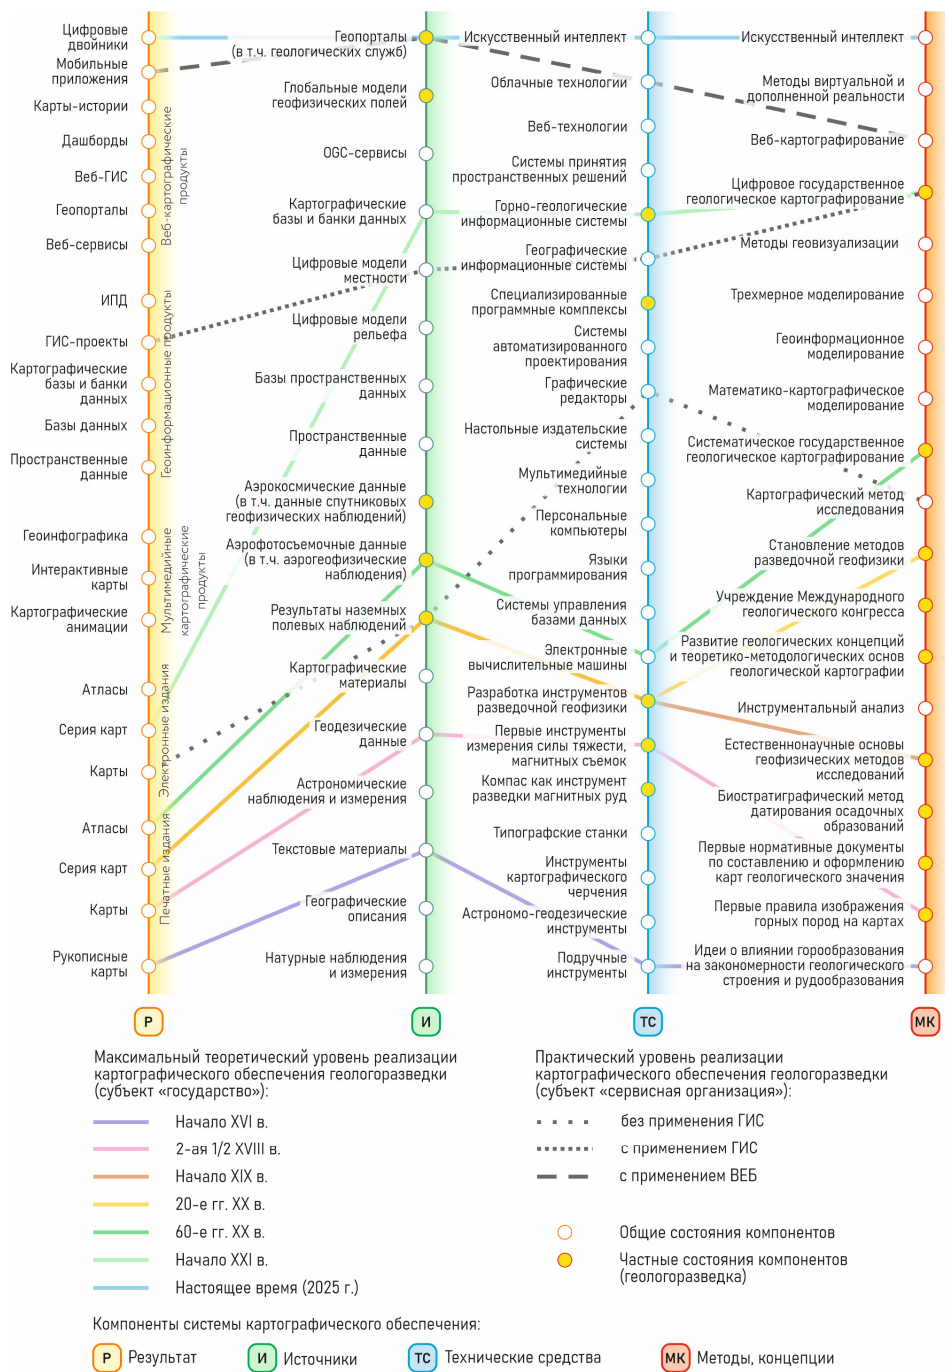 Цифровые
двойники
Мобильные
приложения
Карты-истории
Дашборды
Веб-ГИС
Геопорталы
Веб-сервисы
ИПД
ГИС-проекты
Картографические
базы и банки
данных
Базы данных
Пространственные
данные
Геоинфографика
Интерактивные
карты
Картографические
анимации
Атласы
Серия карт
Карты
Атласы
Серия карт
Карты
Рукописные
карты
Веб-картографические
продукты
Геоинформационные продукты
Мультимедийные
картографические
продукты
Электронные издания
Печатные издания
Геопорталы
(в т.ч. геологических служб)
Глобальные модели
геофизических полей
OGC-сервисы
Картографические
базы и банки данных
Цифровые модели
местности
Цифровые модели
рельефа
Базы пространственных
данных
Пространственные
данные
Аэрокосмические данные
(в т.ч. данные спутниковых
геофизических наблюдений)
Аэрофотосъемочные данные
(в т.ч. аэрогеофизические
наблюдения)
Результаты наземных
полевых наблюдений
Картографические
материалы
Геодезические
данные
Астрономические
наблюдения и измерения
Текстовые материалы
Географические
описания
Натурные наблюдения
и измерения
Искусственный интеллект
Облачные технологии
Веб-технологии
Системы принятия
пространственных решений
Горно-геологические
информационные системы
Географические
информационные системы
Специализированные
программные комплексы
Системы
автоматизированного
проектирования
Графические
редакторы
Настольные издательские
системы
Мультимедийные
технологии
Персональные
компьютеры
Языки
программирования
Системы управления
базами данных
Электронные
вычислительные машины
Разработка инструментов
разведочной геофизики
Первые инструменты
измерения силы тяжести,
магнитных съемок
Компас как инструмент
разведки магнитных руд
Типографские станки
Инструменты
картографического
черчения
Астрономо-геодезические
инструменты
Подручные
инструменты
Искусственный интеллект
Методы виртуальной и
дополненной реальности
Веб-картографирование
Цифровое государственное
геологическое картографирование
Методы геовизуализации
Трехмерное моделирование
Геоинформационное
моделирование
Математико-картографическое
моделирование
Систематическое государственное
геологическое картографирование
Картографический метод
исследования
Становление методов
разведочной геофизики
Учреждение Международного
геологического конгресса
Развитие геологических концепций
и теоретико-методологических основ
геологической картографии
Инструментальный анализ
Естественнонаучные основы
геофизических методов
исследований
Биостратиграфический метод
датирования осадочных
образований
Первые нормативные документы
по составлению и оформлению
карт геологического значения
Первые правила изображения
горных пород на картах
Идеи о влиянии горообразования
на закономерности геологического
строения и рудообразования
Р
И
ТС
МК
Максимальный теоретический уровень реализации
картографического обеспечения геологоразведки
(субъект «государство»):
Начало XVI в.
2-ая 1/2 XVIII в.
Начало XIX в.
20-е гг. XX в.
60-е гг. XX в.
Начало XXI в.
Настоящее время (2025 г.)
Практический уровень реализации
картографического обеспечения геологоразведки
(субъект «сервисная организация»):
без применения ГИС
с применением ГИС
с применением ВЕБ
Общие состояния компонентов
Частные состояния компонентов
(геологоразведка)
Компоненты системы картографического обеспечения:
Р Результат
И Источники
ТС Технические средства
МК Методы, концепции